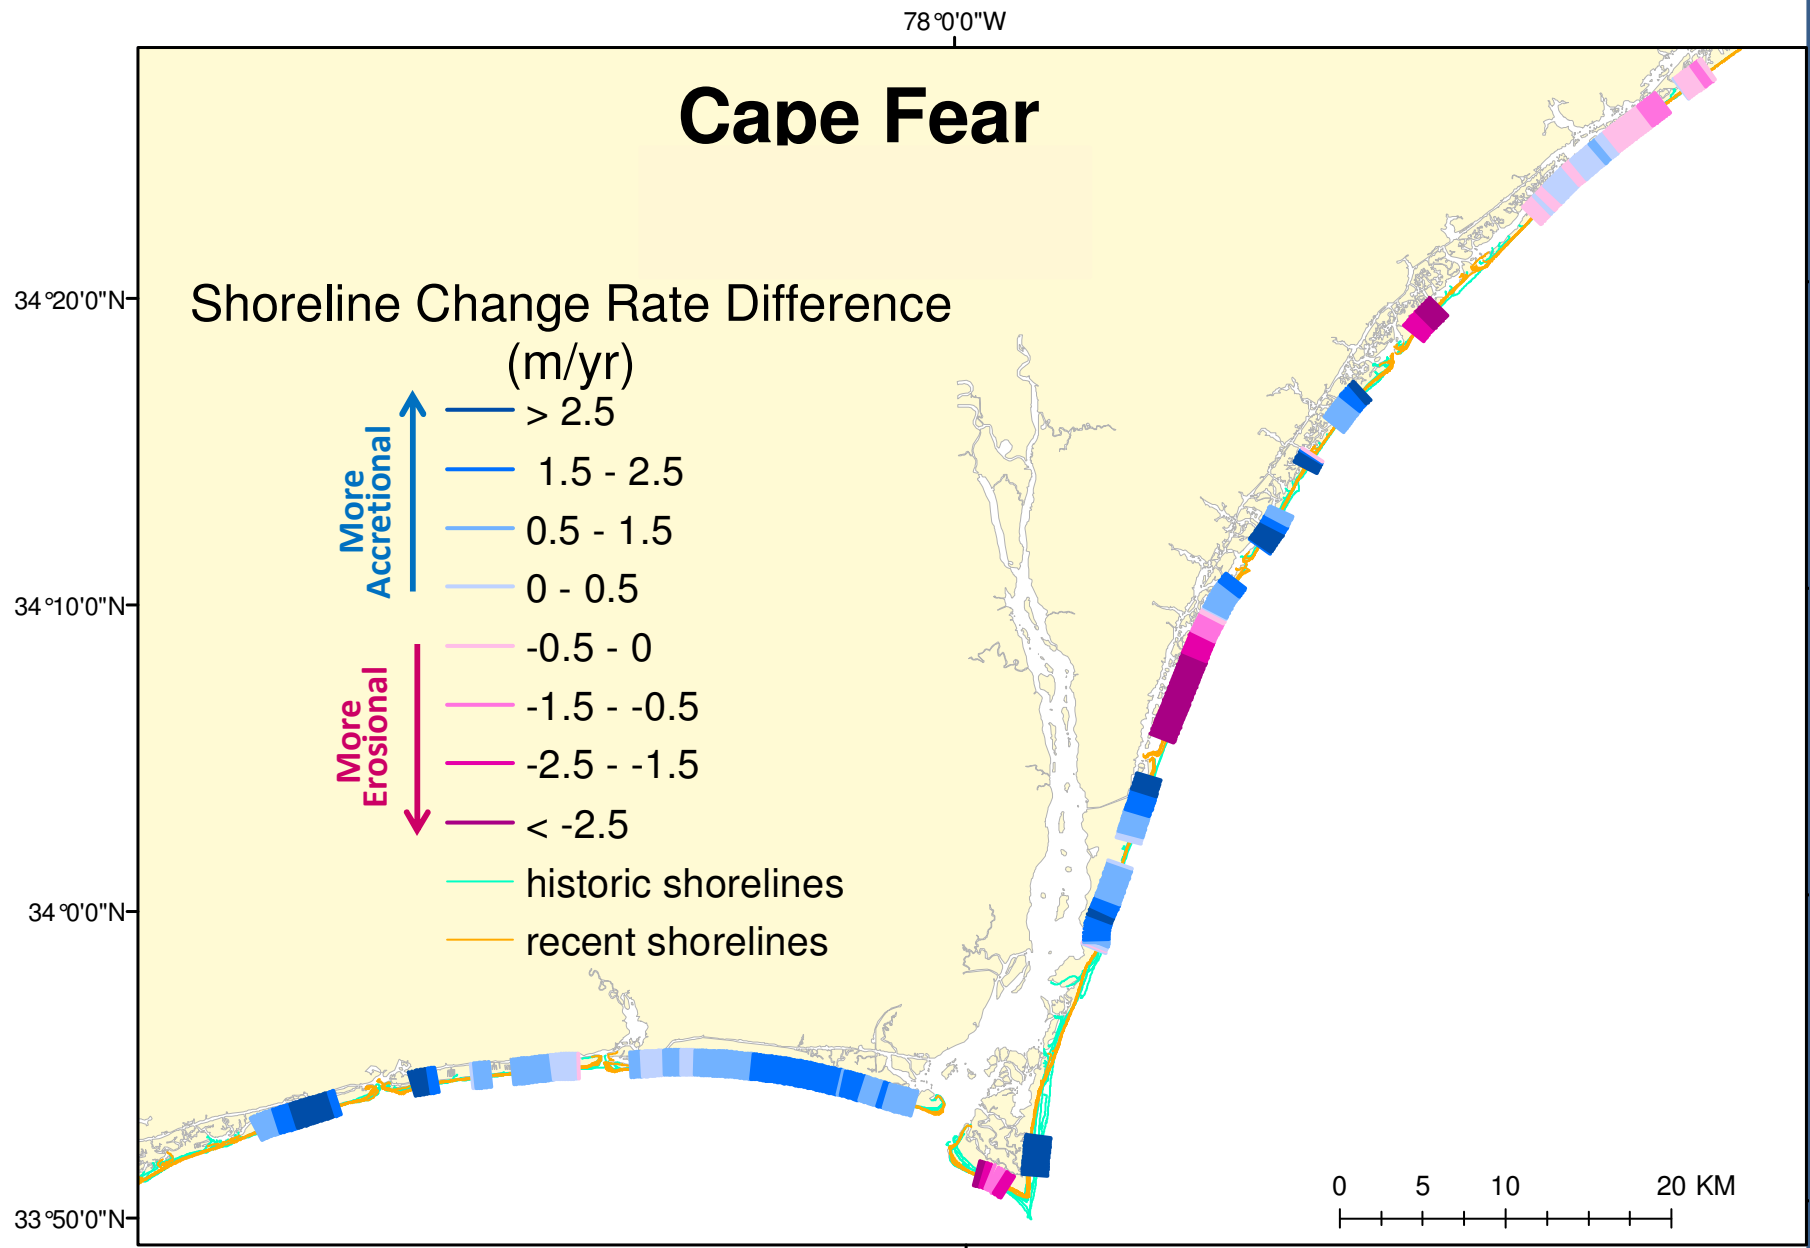 78°0'0"W
Cape Fear
34°20'0"N
Shoreline Change Rate Difference
(m/yr)
> 2.5
1.5 - 2.5
0.5 - 1.5
0 - 0.5
More
Accretional
34°10'0"N
-0.5 - 0
-1.5 - -0.5
-2.5 - -1.5
< -2.5
More
Erosional
historic shorelines
34°0'0"N
recent shorelines
0 5 10 20 KM
33°50'0"N